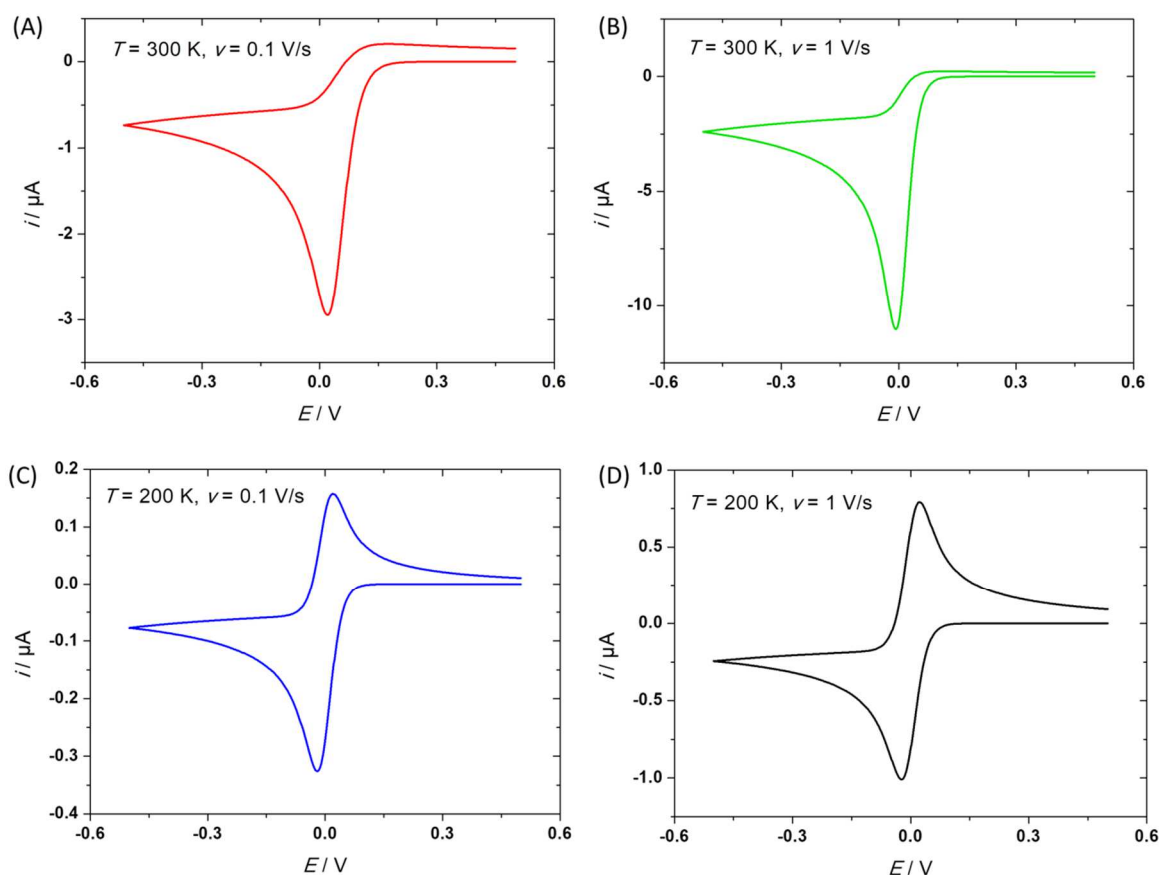 (A)
T = 300 K, v = 0.1 V/s
0
-1
-2
-3
-0.6
-0.3
0.0
0.3
0.6
i / µA
E / V
(B)
T = 300 K, v = 1 V/s
0
-5
-10
-0.6
-0.3
0.0
0.3
0.6
i / µA
E / V
(C)
T = 200 K, v = 0.1 V/s
0.2
0.1
0.0
-0.1
-0.2
-0.3
-0.4
-0.6
-0.3
0.0
0.3
0.6
i / µA
E / V
(D)
T = 200 K, v = 1 V/s
1.0
0.5
0.0
-0.5
-1.0
-0.6
-0.3
0.0
0.3
0.6
i / µA
E / V